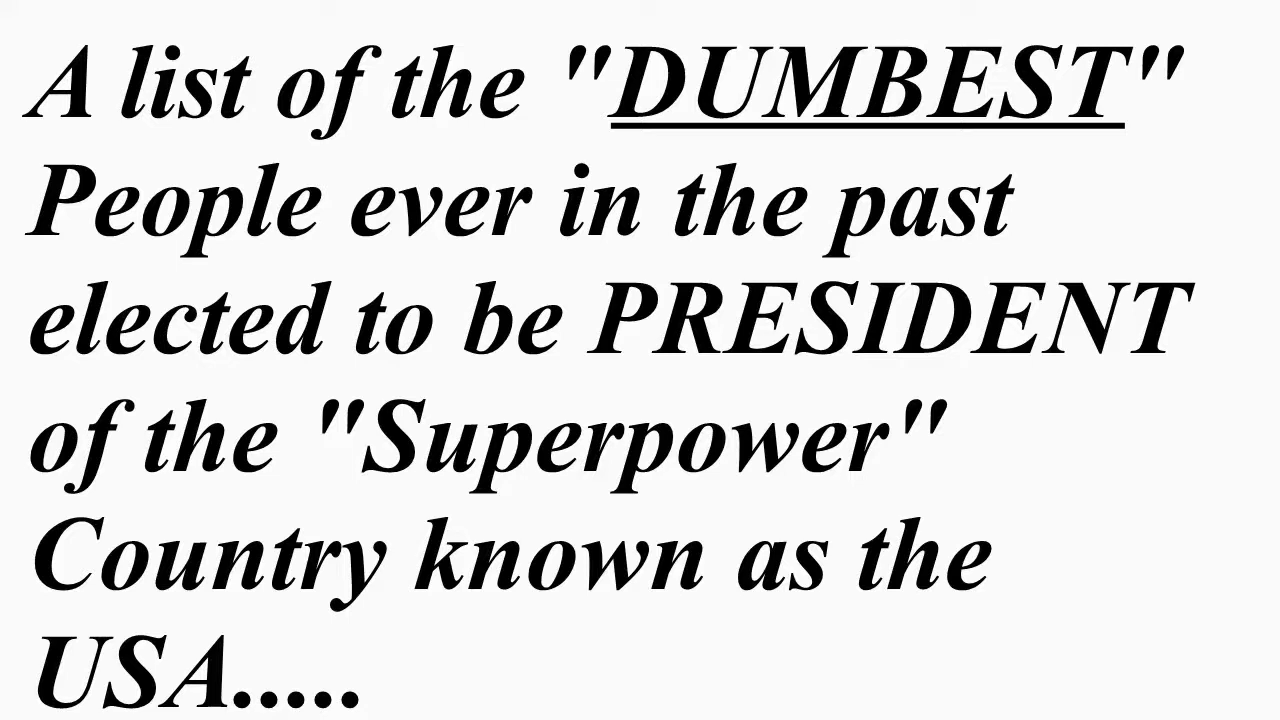 A list of the "DUMBEST"
People ever in the past
elected to be PRESIDENT
of the "Superpower"
Country known as the
USA.....